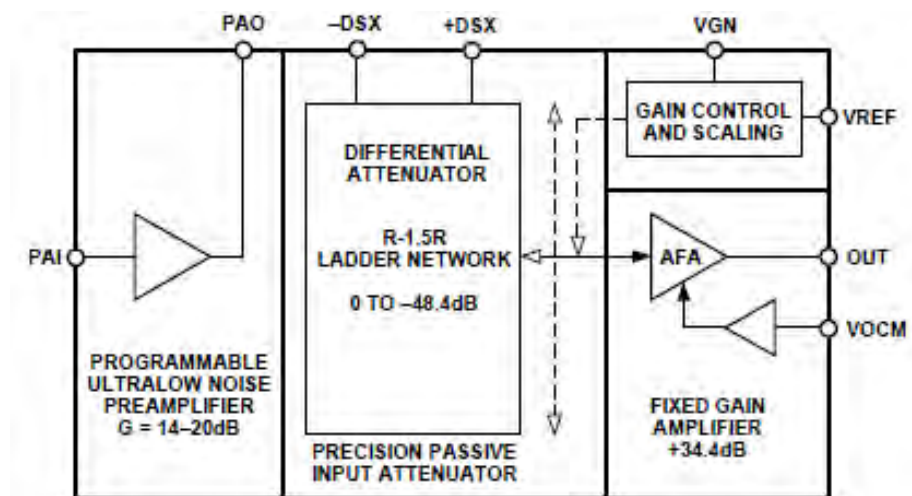 PAO
–DSX
+DSX
VGN
GAIN CONTROL
AND SCALING
VREF
DIFFERENTIAL
ATTENUATOR
R-1.5R
LADDER NETWORK
0 TO –48.4dB
PAI
AFA
OUT
VOCM
PROGRAMMABLE
ULTRALOW NOISE
PREAMPLIFIER
G = 14–20dB
PRECISION PASSIVE
INPUT ATTENUATOR
FIXED GAIN
AMPLIFIER
+34.4dB